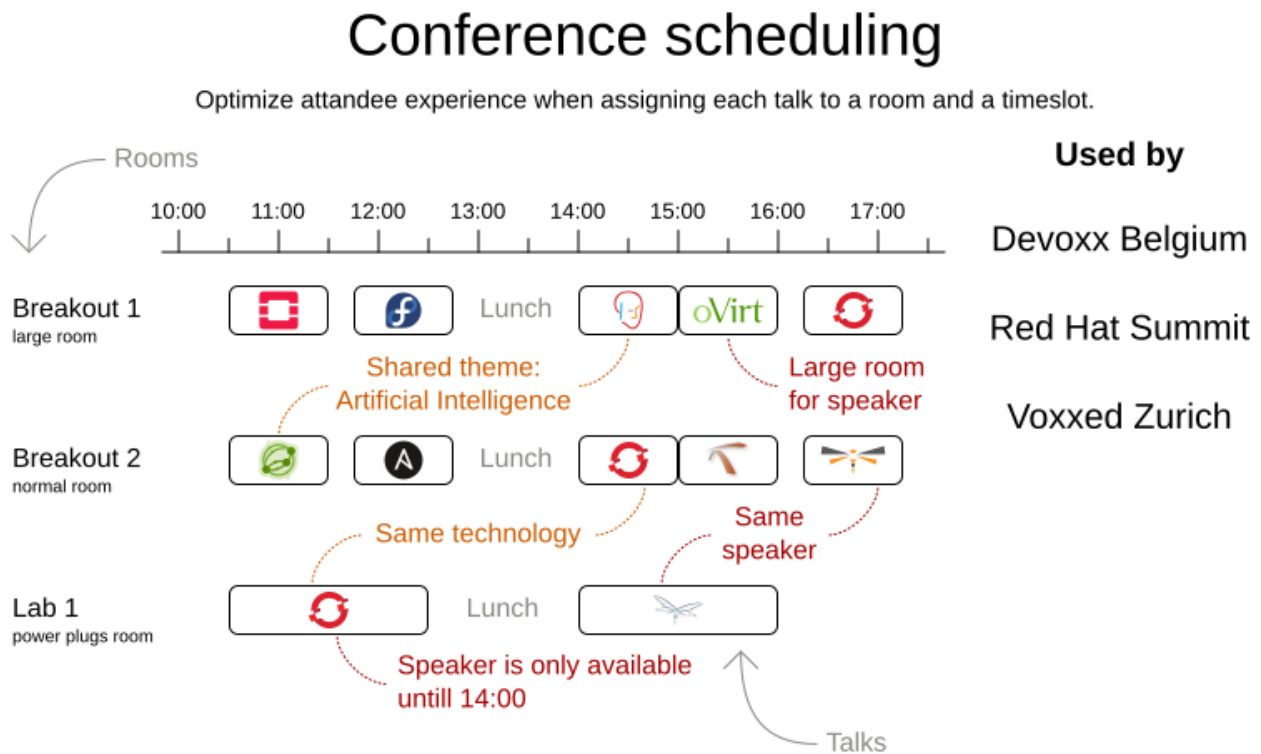 Conference scheduling
Optimize attandee experience when assigning each talk to a room and a timeslot.
Rooms
Used by
10:00 11:00 12:00 13:00 14:00 15:00 16:00 17:00
Devoxx Belgium
Red Hat Summit
Voxxed Zurich
Breakout 1
large room
Lunch
oVirt
Shared theme:
Artificial Intelligence
Large room
for speaker
Breakout 2
normal room
Lunch
Same technology
Same
speaker
Lab 1
power plugs room
Lunch
Speaker is only available
untill 14:00
Talks